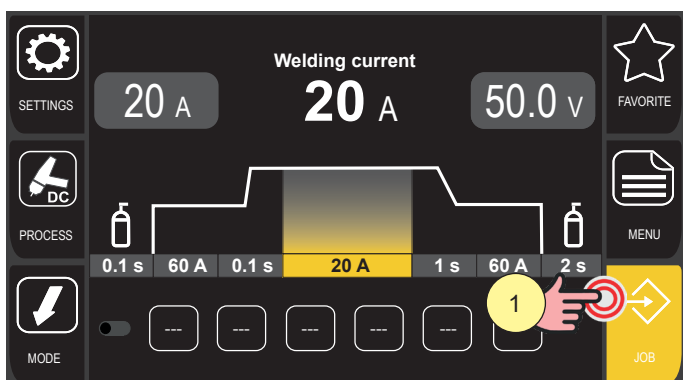 SETTINGS
PROCESS
DC
MODE
Welding current
20 A
20 A
50.0 V
0.1 s
60 A
0.1 s
20 A
1 s
60 A
2 s
---
---
---
---
---
1
FAVORITE
MENU
JOB